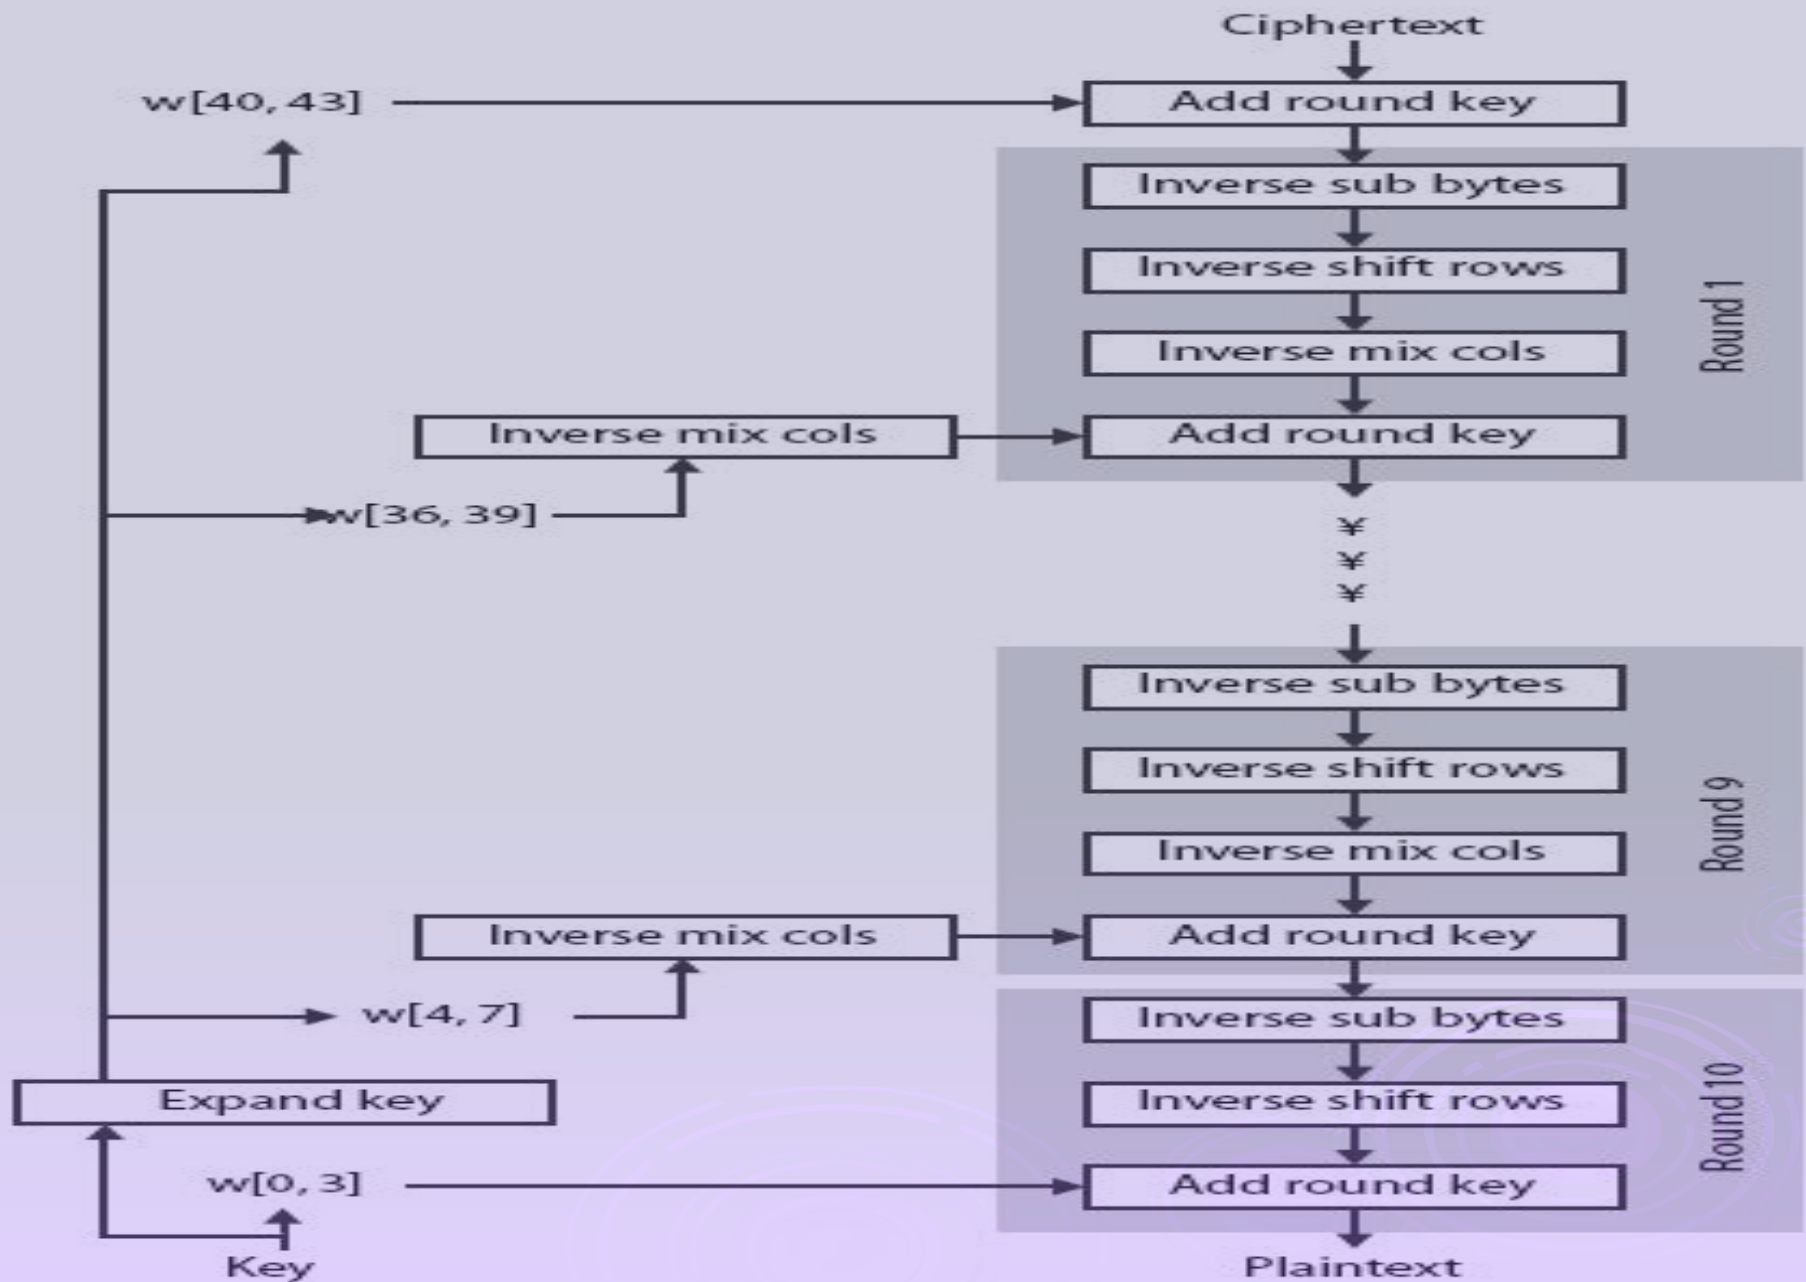 Ciphertext
w[40, 43]
Add round key
Inverse sub bytes
Inverse shift rows
Inverse mix cols
Round 1
Inverse mix cols
Add round key
w[36, 39]
¥
¥
¥
Inverse sub bytes
Inverse shift rows
Inverse mix cols
Round 9
Inverse mix cols
Add round key
w[4, 7]
Inverse sub bytes
Expand key
Inverse shift rows
Round 10
w[0, 3]
Add round key
Key
Plaintext